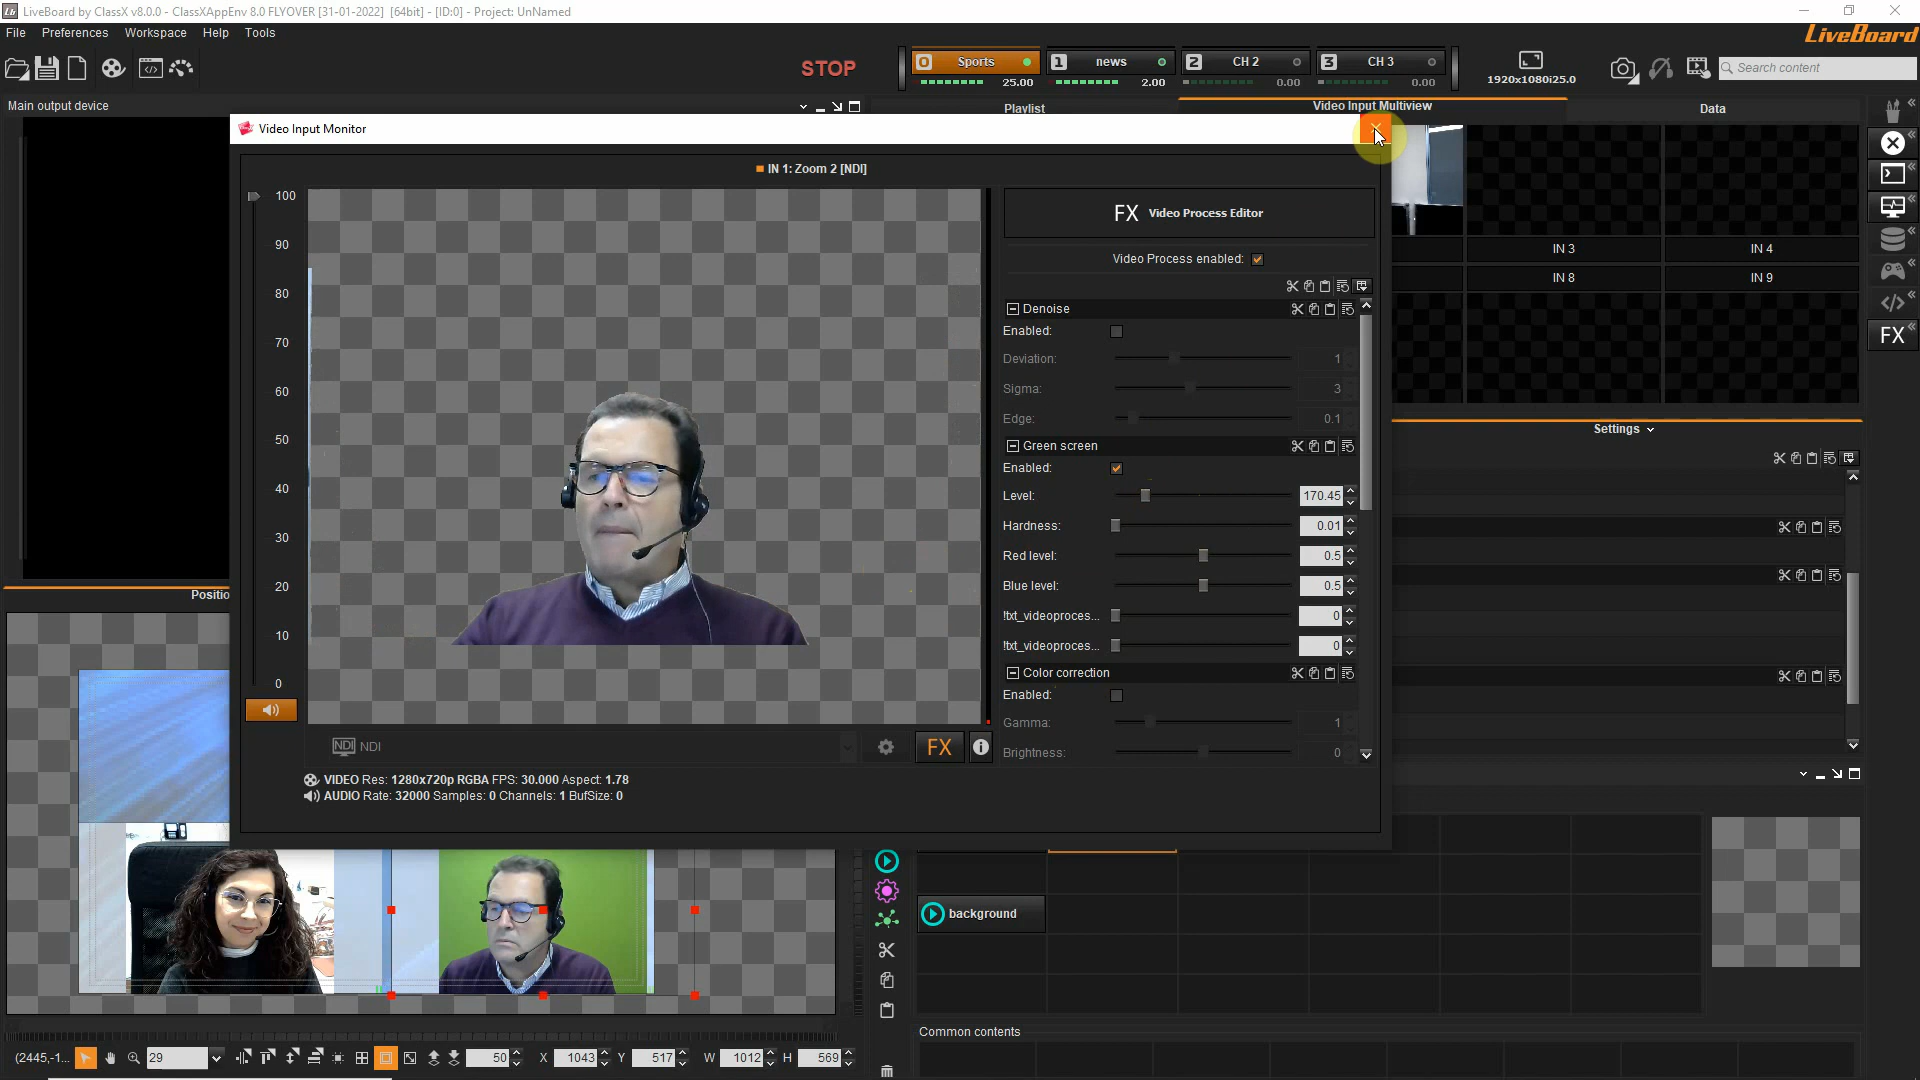 LiveBoard by ClassX v8.0.0 - ClassXAppEnv 8.0 FLYOVER [31-01-2022] [64bit] - [ID:0] - Project: UnNamed
File Preferences Workspace Help Tools
LiveBoard
STOP
0 Sports
25.00
1 news
2.00
2 CH 2
0.00
3 CH 3
0.00
1920x1080i25.0
Search content
Main output device
Playlist
Video Input Multiview
Data
Video Input Monitor
IN 1: Zoom 2 [NDI]
100
90
80
70
60
50
40
30
20
10
0
FX Video Process Editor
Video Process enabled:
Denoise
Enabled:
Deviation: 1
Sigma: 3
Edge: 0.1
Green screen
Enabled:
Level: 170.45
Hardness: 0.01
Red level: 0.5
Blue level: 0.5
!txt_videoproces... 0
!txt_videoproces... 0
Color correction
Enabled:
Gamma: 1
Brightness: 0
NDI NDI
FX
VIDEO Res: 1280x720p RGBA FPS: 30.000 Aspect: 1.78
AUDIO Rate: 32000 Samples: 0 Channels: 1 BufSize: 0
IN 3
IN 4
IN 8
IN 9
FX
Settings
Positio
background
Common contents
(2445,-1...
29
50
X 1043
Y 517
W 1012
H 569